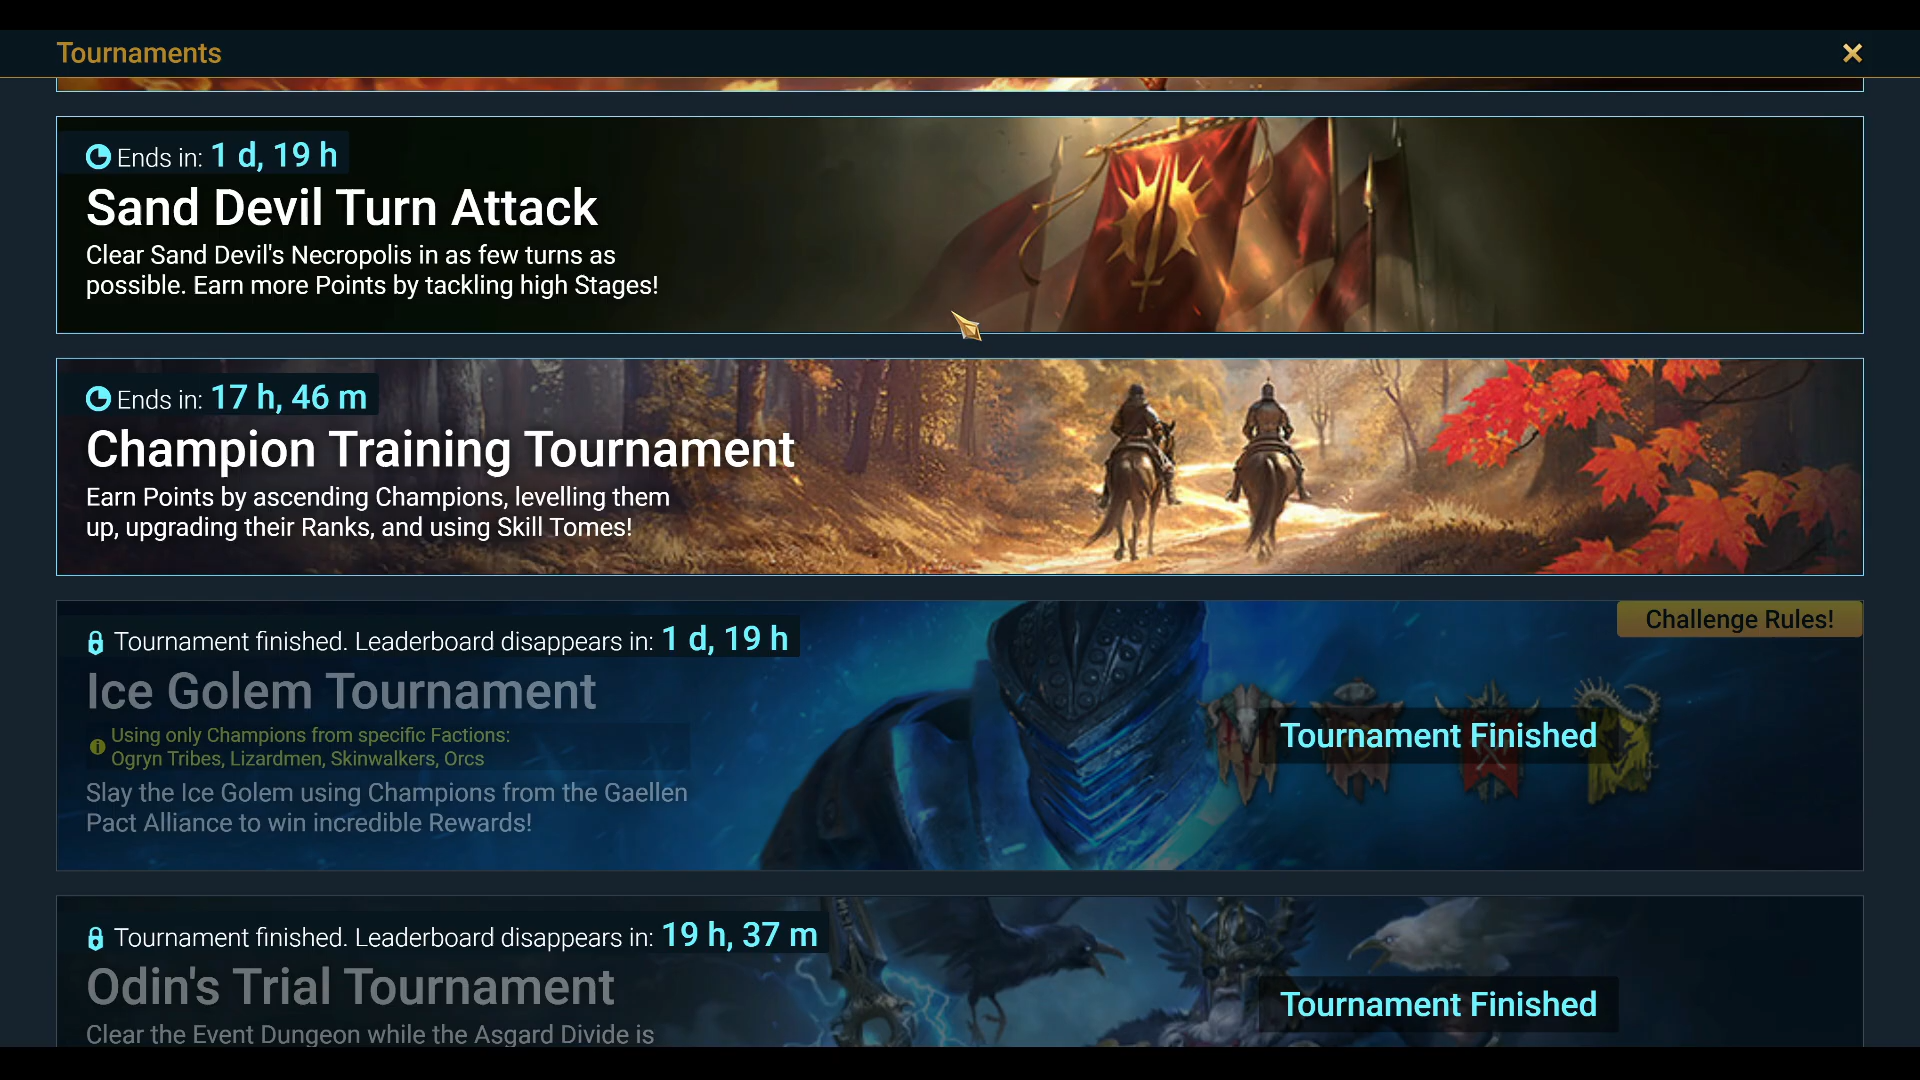 Tournaments
Ends in: 1 d, 19 h
Sand Devil Turn Attack
Clear Sand Devil's Necropolis in as few turns as
possible. Earn more Points by tackling high Stages!
Ends in: 17 h, 46 m
Champion Training Tournament
Earn Points by ascending Champions, levelling them
up, upgrading their Ranks, and using Skill Tomes!
Challenge Rules!
Tournament finished. Leaderboard disappears in: 1 d, 19 h
Ice Golem Tournament
Using only Champions from specific Factions:
Ogryn Tribes, Lizardmen, Skinwalkers, Orcs
Slay the Ice Golem using Champions from the Gaellen
Pact Alliance to win incredible Rewards!
Tournament Finished
Tournament finished. Leaderboard disappears in: 19 h, 37 m
Odin's Trial Tournament
Clear the Event Dungeon while the Asgard Divide is
Tournament Finished